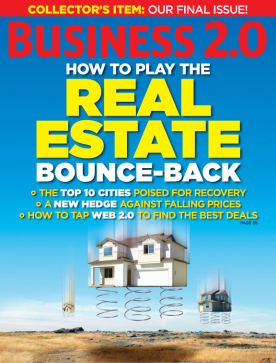 COLLECTOR'S ITEM: OUR FINAL ISSUE!
BUSINESS 2.0
HOW TO PLAY THE
REAL
ESTATE
BOUNCE-BACK
THE TOP 10 CITIES POISED FOR RECOVERY
A NEW HEDGE AGAINST FALLING PRICES
HOW TO TAP WEB 2.0 TO FIND THE BEST DEALS